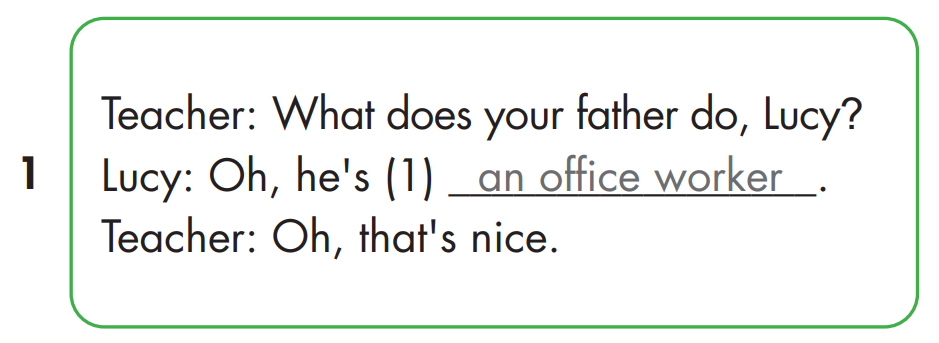 1
Teacher: What does your father do, Lucy?
Lucy: Oh, he's (1) an office worker.
Teacher: Oh, that's nice.